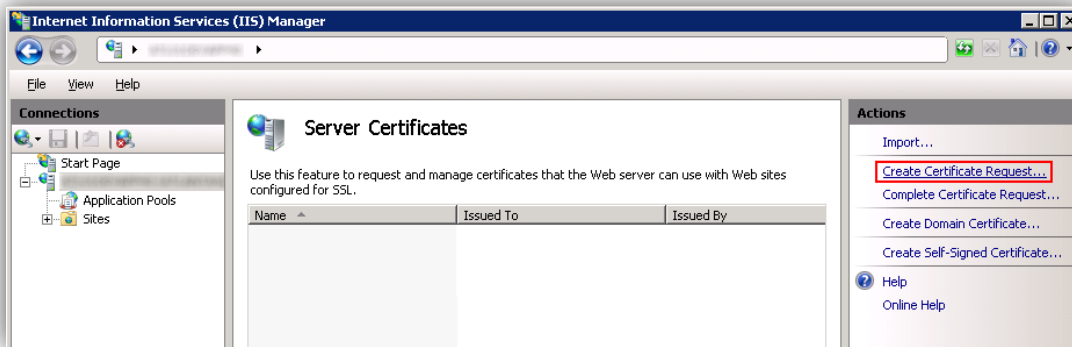 Internet Information Services (IIS) Manager
File View Help
Connections
Start Page
Application Pools
Sites
Server Certificates
Use this feature to request and manage certificates that the Web server can use with Web sites
configured for SSL.
Name Issued To Issued By
Actions
Import...
Create Certificate Request...
Complete Certificate Request...
Create Domain Certificate...
Create Self-Signed Certificate...
Help
Online Help